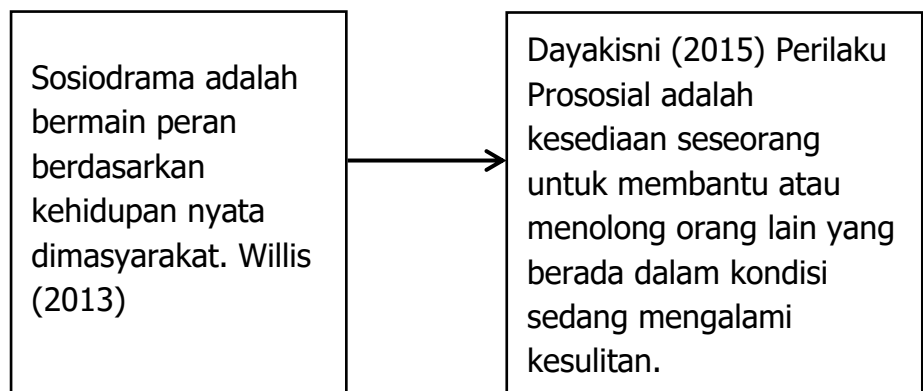 Sosiodrama adalah
bermain peran
berdasarkan
kehidupan nyata
dimasyarakat. Willis
(2013)
Dayakisni (2015) Perilaku
Prososial adalah
kesediaan seseorang
untuk membantu atau
menolong orang lain yang
berada dalam kondisi
sedang mengalami
kesulitan.